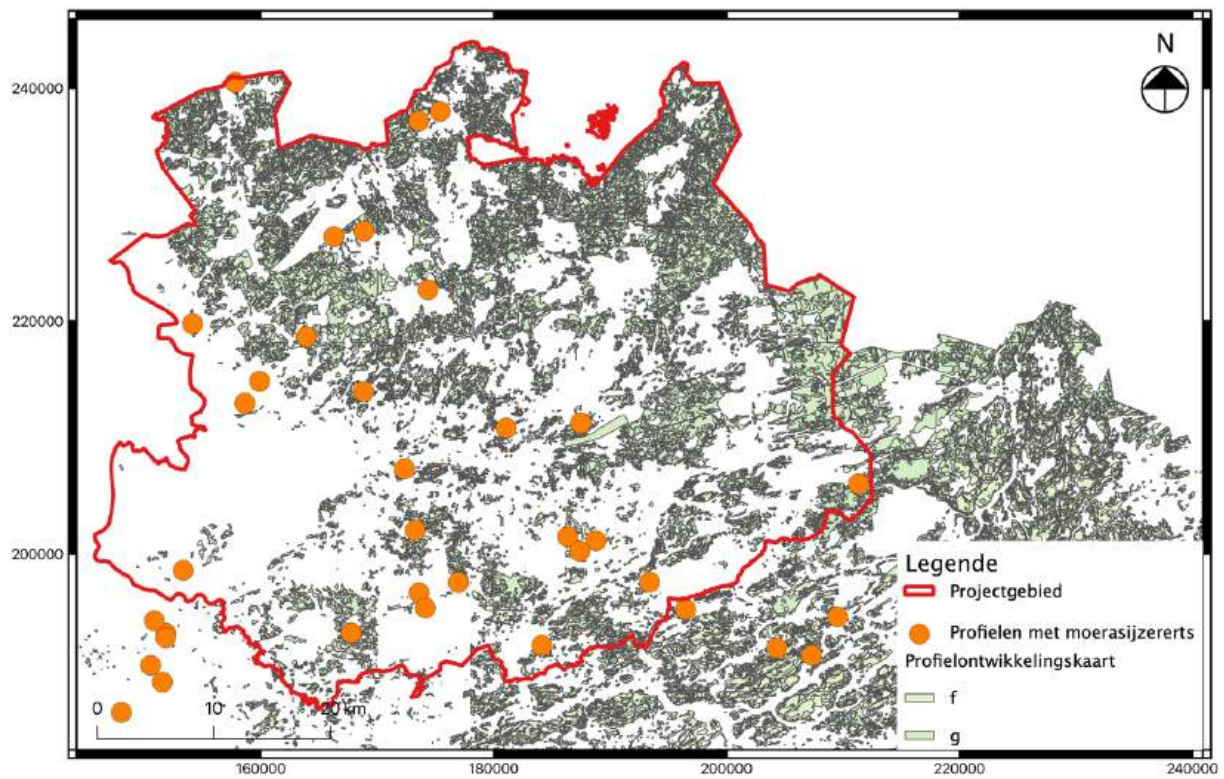 N
240000
220000
200000
Legende
Projectgebied
Profielen met moerasijzererts
Profielontwikkelingskaart
f
g
0 10 20 km
160000 180000 200000 220000 240000